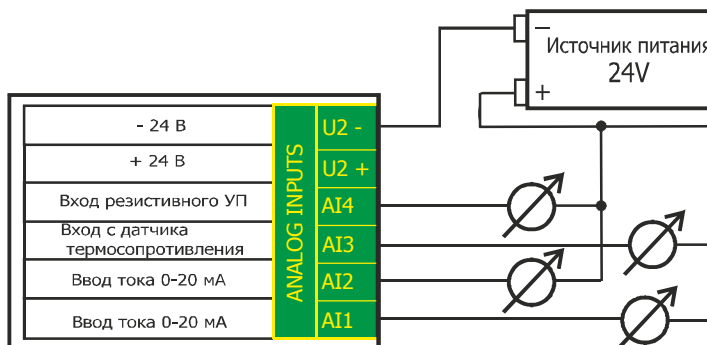 Источник питания
24V
−
+
- 24 В
U2 -
+ 24 В
U2 +
Вход резистивного УП
AI4
Вход с датчика
термосопротивления
AI3
Ввод тока 0-20 мА
AI2
Ввод тока 0-20 мА
AI1
ANALOG INPUTS